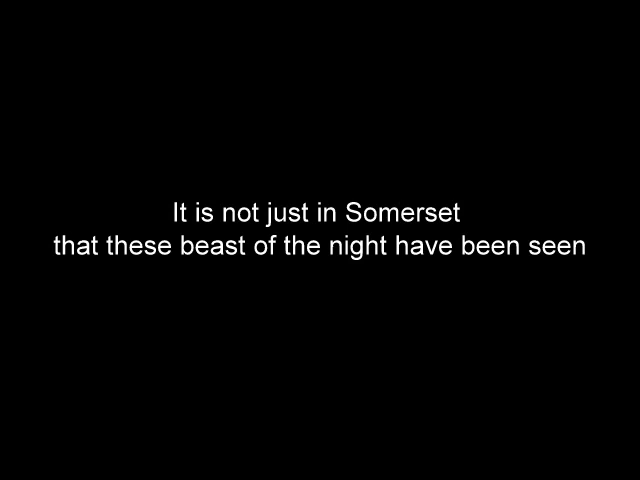 It is not just in Somerset
that these beast of the night have been seen